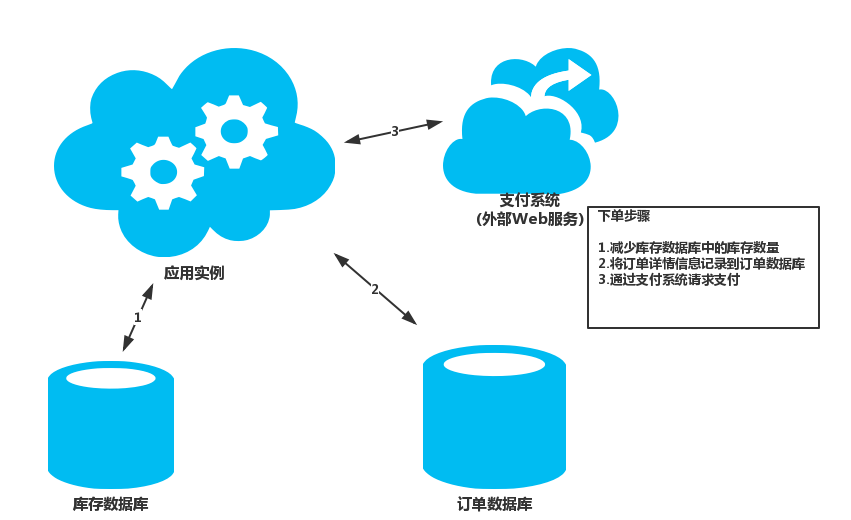 3
支付系统
(外部Web服务)
下单步骤
1.减少库存数据库中的库存数量
2.将订单详情信息记录到订单数据库
3.通过支付系统请求支付
应用实例
2
1
库存数据库
订单数据库